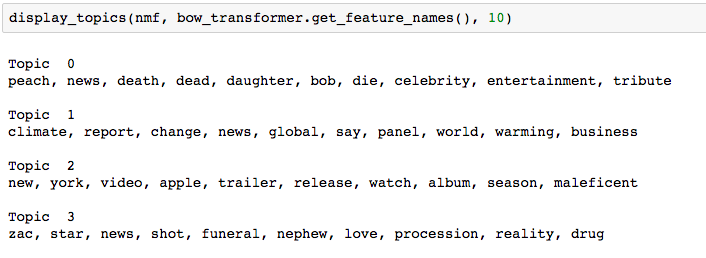 display_topics(nmf, bow_transformer.get_feature_names(), 10)
Topic  0
peach, news, death, dead, daughter, bob, die, celebrity, entertainment, tribute
Topic  1
climate, report, change, news, global, say, panel, world, warming, business
Topic  2
new, york, video, apple, trailer, release, watch, album, season, maleficent
Topic  3
zac, star, news, shot, funeral, nephew, love, procession, reality, drug